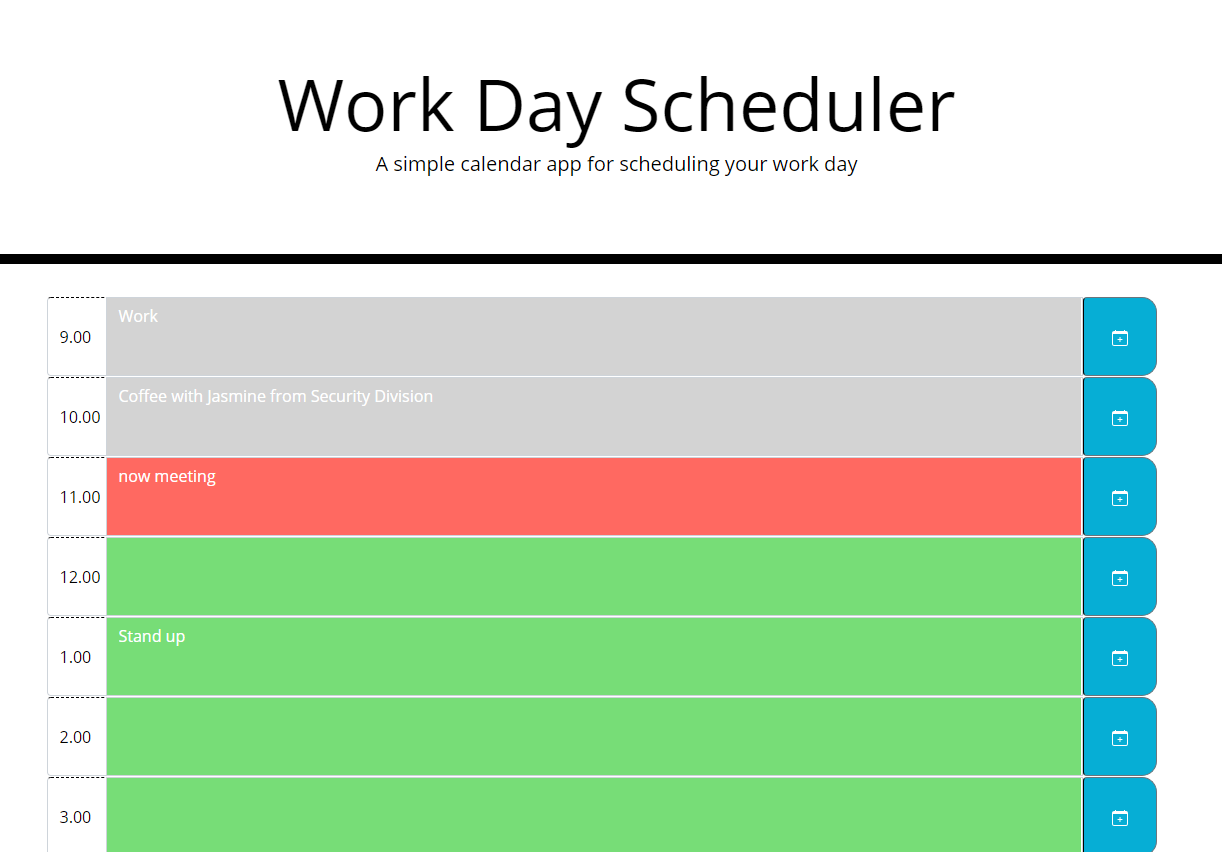 Work Day Scheduler
A simple calendar app for scheduling your work day
9.00 Work
10.00 Coffee with Jasmine from Security Division
11.00 now meeting
12.00
1.00 Stand up
2.00
3.00